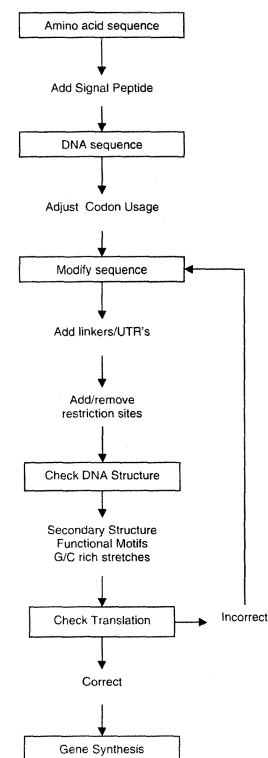 Amino acid sequence
Add Signal Peptide
DNA sequence
Adjust Codon Usage
Modify sequence
Add linkers/UTR's
Add/remove
restriction sites
Check DNA Structure
Secondary Structure
Functional Motifs
G/C rich stretches
Check Translation
Incorrect
Correct
Gene Synthesis